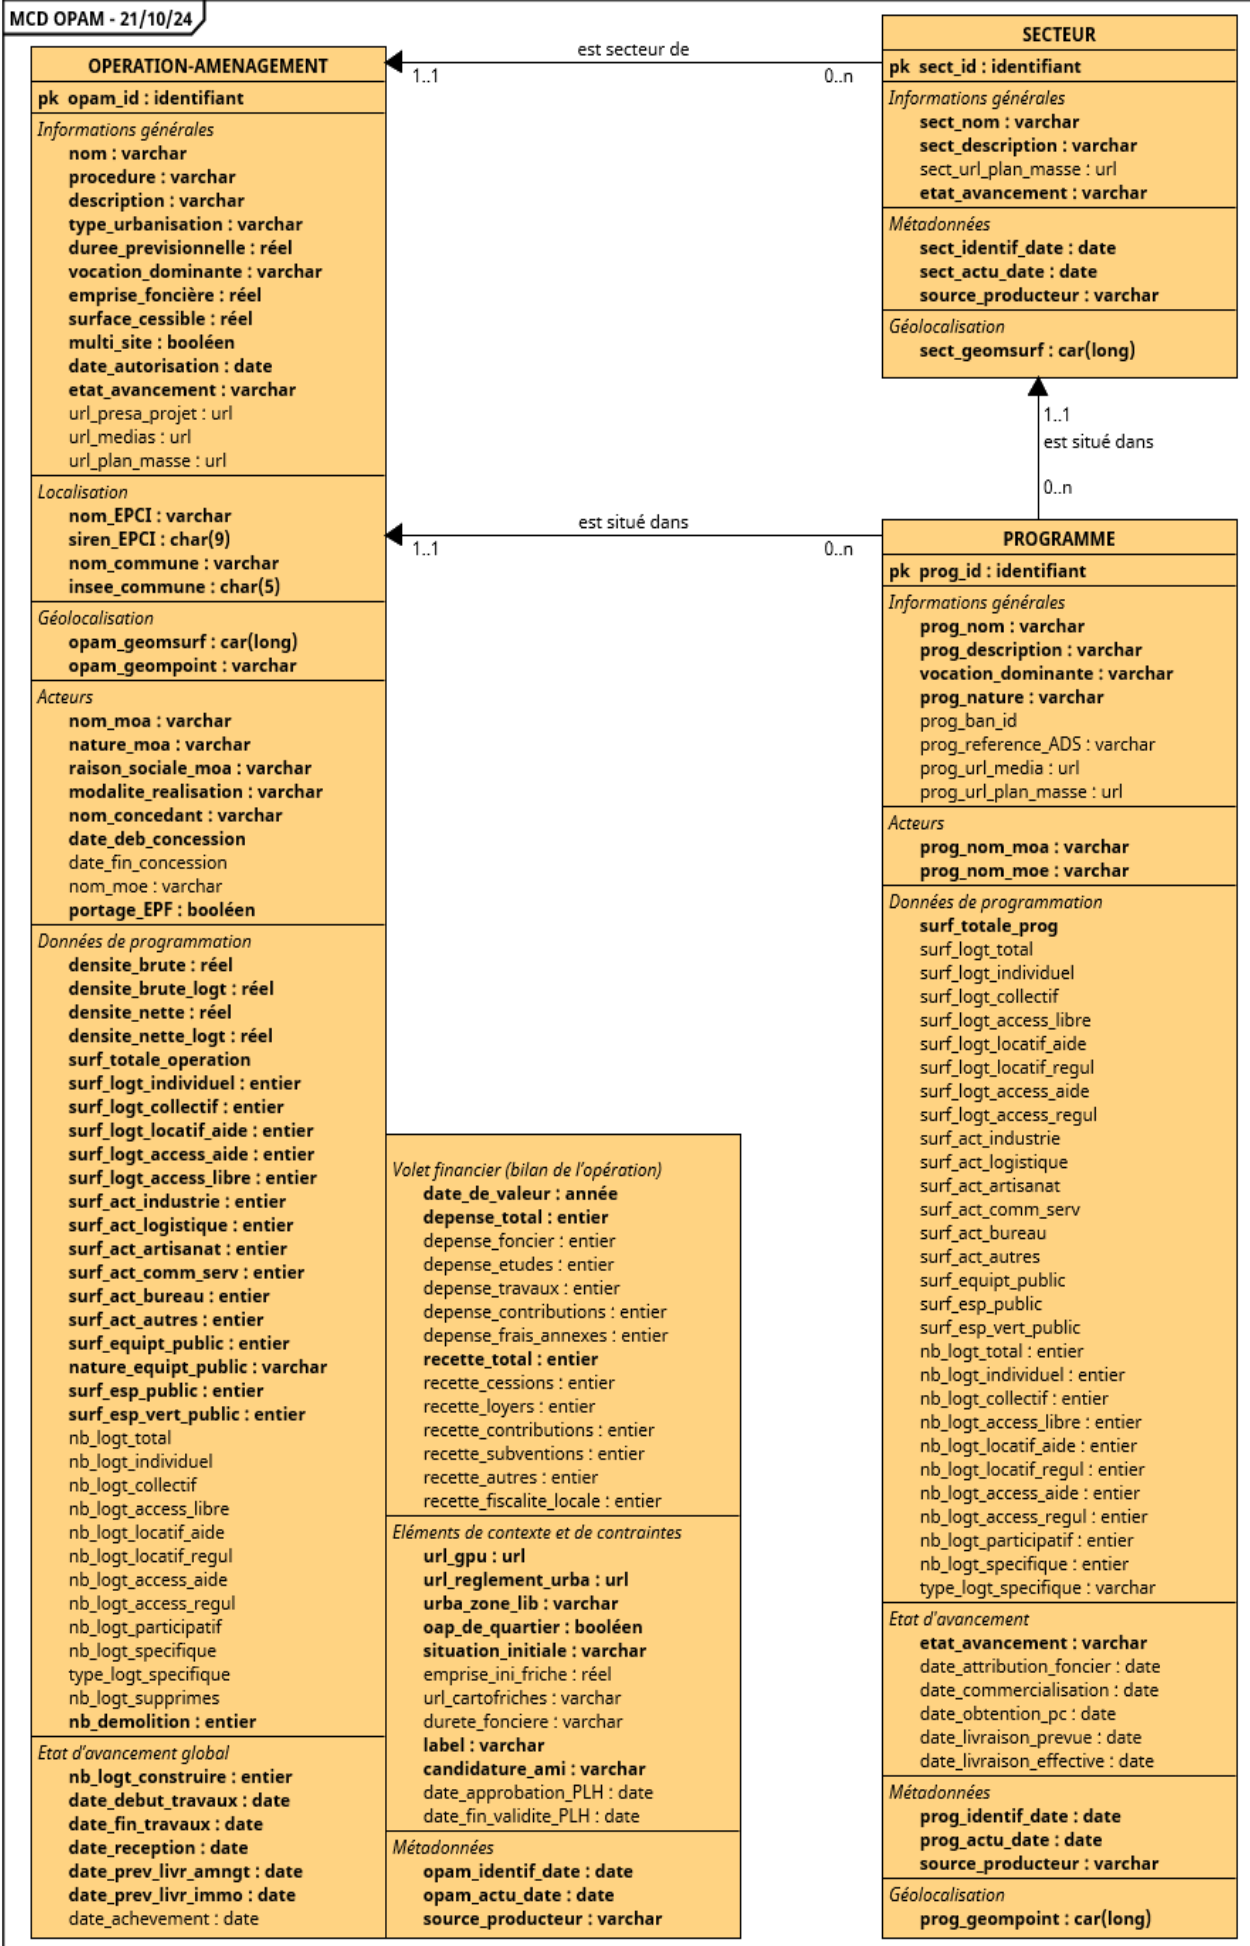 MCD OPAM - 21/10/24
OPERATION-AMENAGEMENT
pk opam_id : identifiant
Informations générales
nom : varchar
procedure : varchar
description : varchar
type_urbanisation : varchar
duree_previsionnelle : réel
vocation_dominante : varchar
emprise_foncière : réel
surface_cessible : réel
multi_site : booléen
date_autorisation : date
etat_avancement : varchar
url_presa_projet : url
url_medias : url
url_plan_masse : url
Localisation
nom_EPCI : varchar
siren_EPCI : char(9)
nom_commune : varchar
insee_commune : char(5)
Géolocalisation
opam_geomsurf : car(long)
opam_geompoint : varchar
Acteurs
nom_moa : varchar
nature_moa : varchar
raison_sociale_moa : varchar
modalite_realisation : varchar
nom_concedant : varchar
date_deb_concession
date_fin_concession
nom_moe : varchar
portage_EPF : booléen
Données de programmation
densite_brute : réel
densite_brute_logt : réel
densite_nette : réel
densite_nette_logt : réel
surf_totale_operation
surf_logt_individuel : entier
surf_logt_collectif : entier
surf_logt_locatif_aide : entier
surf_logt_access_aide : entier
surf_logt_access_libre : entier
surf_act_industrie : entier
surf_act_logistique : entier
surf_act_artisanat : entier
surf_act_comm_serv : entier
surf_act_bureau : entier
surf_act_autres : entier
surf_equipt_public : entier
nature_equipt_public : varchar
surf_esp_public : entier
surf_esp_vert_public : entier
nb_logt_total
nb_logt_individuel
nb_logt_collectif
nb_logt_access_libre
nb_logt_locatif_aide
nb_logt_locatif_regul
nb_logt_access_aide
nb_logt_access_regul
nb_logt_participatif
nb_logt_specifique
type_logt_specifique
nb_logt_supprimes
nb_demolition : entier
Etat d'avancement global
nb_logt_construire : entier
date_debut_travaux : date
date_fin_travaux : date
date_reception : date
date_prev_livr_amngt : date
date_prev_livr_immo : date
date_achevement : date
Volet financier (bilan de l'opération)
date_de_valeur : année
depense_total : entier
depense_foncier : entier
depense_etudes : entier
depense_travaux : entier
depense_contributions : entier
depense_frais_annexes : entier
recette_total : entier
recette_cessions : entier
recette_loyers : entier
recette_contributions : entier
recette_subventions : entier
recette_autres : entier
recette_fiscalite_locale : entier
Eléments de contexte et de contraintes
url_gpu : url
url_reglement_urba : url
urba_zone_lib : varchar
oap_de_quartier : booléen
situation_initiale : varchar
emprise_ini_friche : réel
url_cartofriches : varchar
durete_fonciere : varchar
label : varchar
candidature_ami : varchar
date_approbation_PLH : date
date_fin_validite_PLH : date
Métadonnées
opam_identif_date : date
opam_actu_date : date
source_producteur : varchar
est secteur de
1..1
0..n
SECTEUR
pk sect_id : identifiant
Informations générales
sect_nom : varchar
sect_description : varchar
sect_url_plan_masse : url
etat_avancement : varchar
Métadonnées
sect_identif_date : date
sect_actu_date : date
source_producteur : varchar
Géolocalisation
sect_geomsurf : car(long)
1..1
est situé dans
0..n
est situé dans
1..1
0..n
PROGRAMME
pk prog_id : identifiant
Informations générales
prog_nom : varchar
prog_description : varchar
vocation_dominante : varchar
prog_nature : varchar
prog_ban_id
prog_reference_ADS : varchar
prog_url_media : url
prog_url_plan_masse : url
Acteurs
prog_nom_moa : varchar
prog_nom_moe : varchar
Données de programmation
surf_totale_prog
surf_logt_total
surf_logt_individuel
surf_logt_collectif
surf_logt_access_libre
surf_logt_locatif_aide
surf_logt_locatif_regul
surf_logt_access_aide
surf_logt_access_regul
surf_act_industrie
surf_act_logistique
surf_act_artisanat
surf_act_comm_serv
surf_act_bureau
surf_act_autres
surf_equipt_public
surf_esp_public
surf_esp_vert_public
nb_logt_total : entier
nb_logt_individuel : entier
nb_logt_collectif : entier
nb_logt_access_libre : entier
nb_logt_locatif_aide : entier
nb_logt_locatif_regul : entier
nb_logt_access_aide : entier
nb_logt_access_regul : entier
nb_logt_participatif : entier
nb_logt_specifique : entier
type_logt_specifique : varchar
Etat d'avancement
etat_avancement : varchar
date_attribution_foncier : date
date_commercialisation : date
date_obtention_pc : date
date_livraison_prevue : date
date_livraison_effective : date
Métadonnées
prog_identif_date : date
prog_actu_date : date
source_producteur : varchar
Géolocalisation
prog_geompoint : car(long)